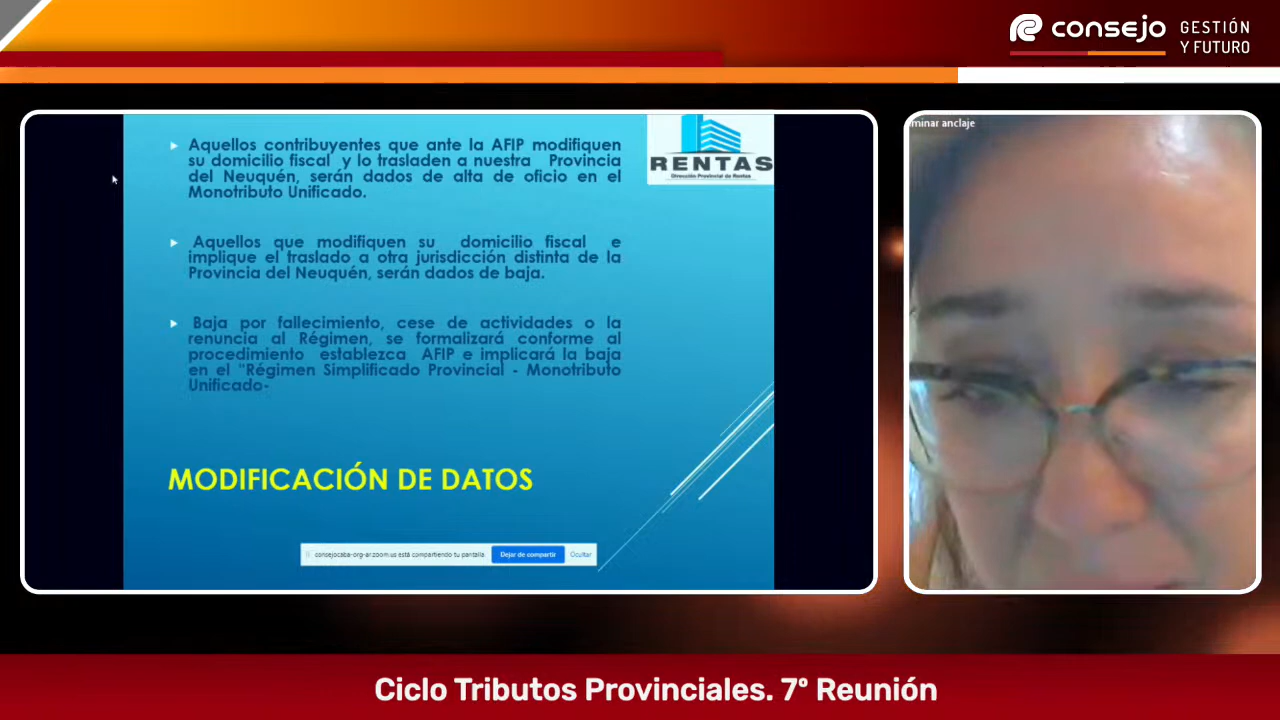 consejo
GESTIÓN
Y FUTURO
Aquellos contribuyentes que ante la AFIP modifiquen
su domicilio fiscal y lo trasladen a nuestra Provincia
del Neuquén, serán dados de alta de oficio en el
Monotributo Unificado.
Aquellos que modifiquen su domicilio fiscal e
implique el traslado a otra jurisdicción distinta de la
Provincia del Neuquén, serán dados de baja.
Baja por fallecimiento, cese de actividades o la
renuncia al Régimen, se formalizará conforme al
procedimiento establezca AFIP e implicará la baja
en el "Régimen Simplificado Provincial - Monotributo
Unificado-
RENTAS
Dirección Provincial de Rentas
MODIFICACIÓN DE DATOS
consejocaba-org-ar.zoom.us está compartiendo tu pantalla.
Dejar de compartir
Ocultar
minar anclaje
Ciclo Tributos Provinciales. 7º Reunión